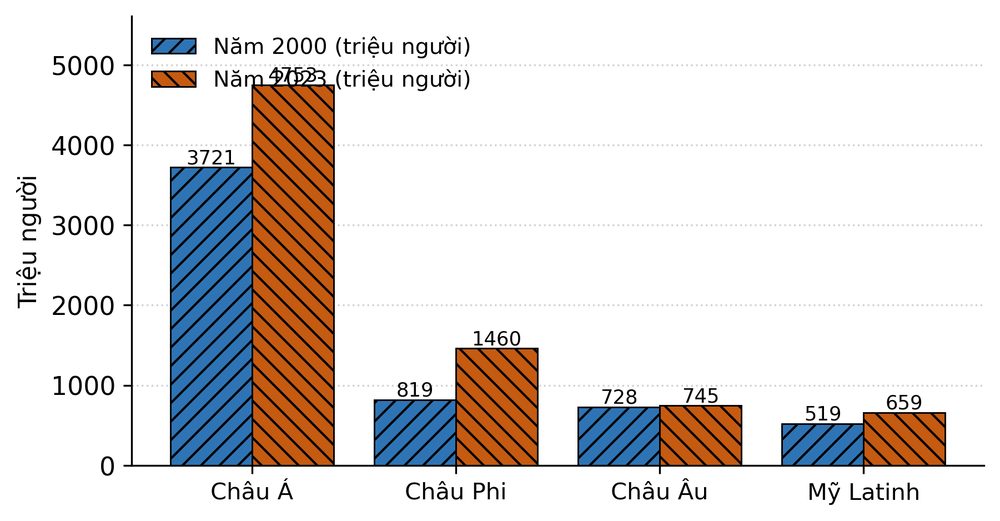 Năm 2000 (triệu người)
Năm 2023 (triệu người)
Triệu người
5000
4000
3000
2000
1000
0
4753
3721
1460
819
728
745
519
659
Châu Á
Châu Phi
Châu Âu
Mỹ Latinh